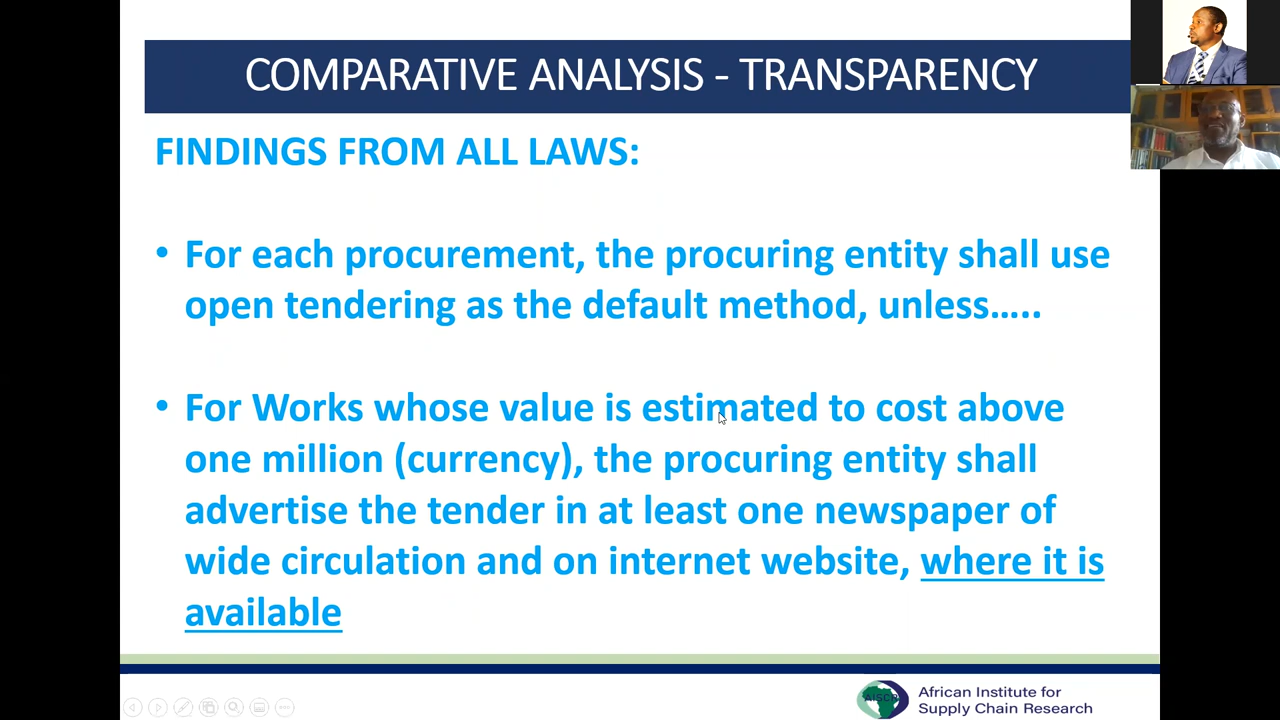 COMPARATIVE ANALYSIS - TRANSPARENCY
FINDINGS FROM ALL LAWS:
• For each procurement, the procuring entity shall use
open tendering as the default method, unless…..
• For Works whose value is estimated to cost above
one million (currency), the procuring entity shall
advertise the tender in at least one newspaper of
wide circulation and on internet website, where it is
available
AISCR
African Institute for
Supply Chain Research